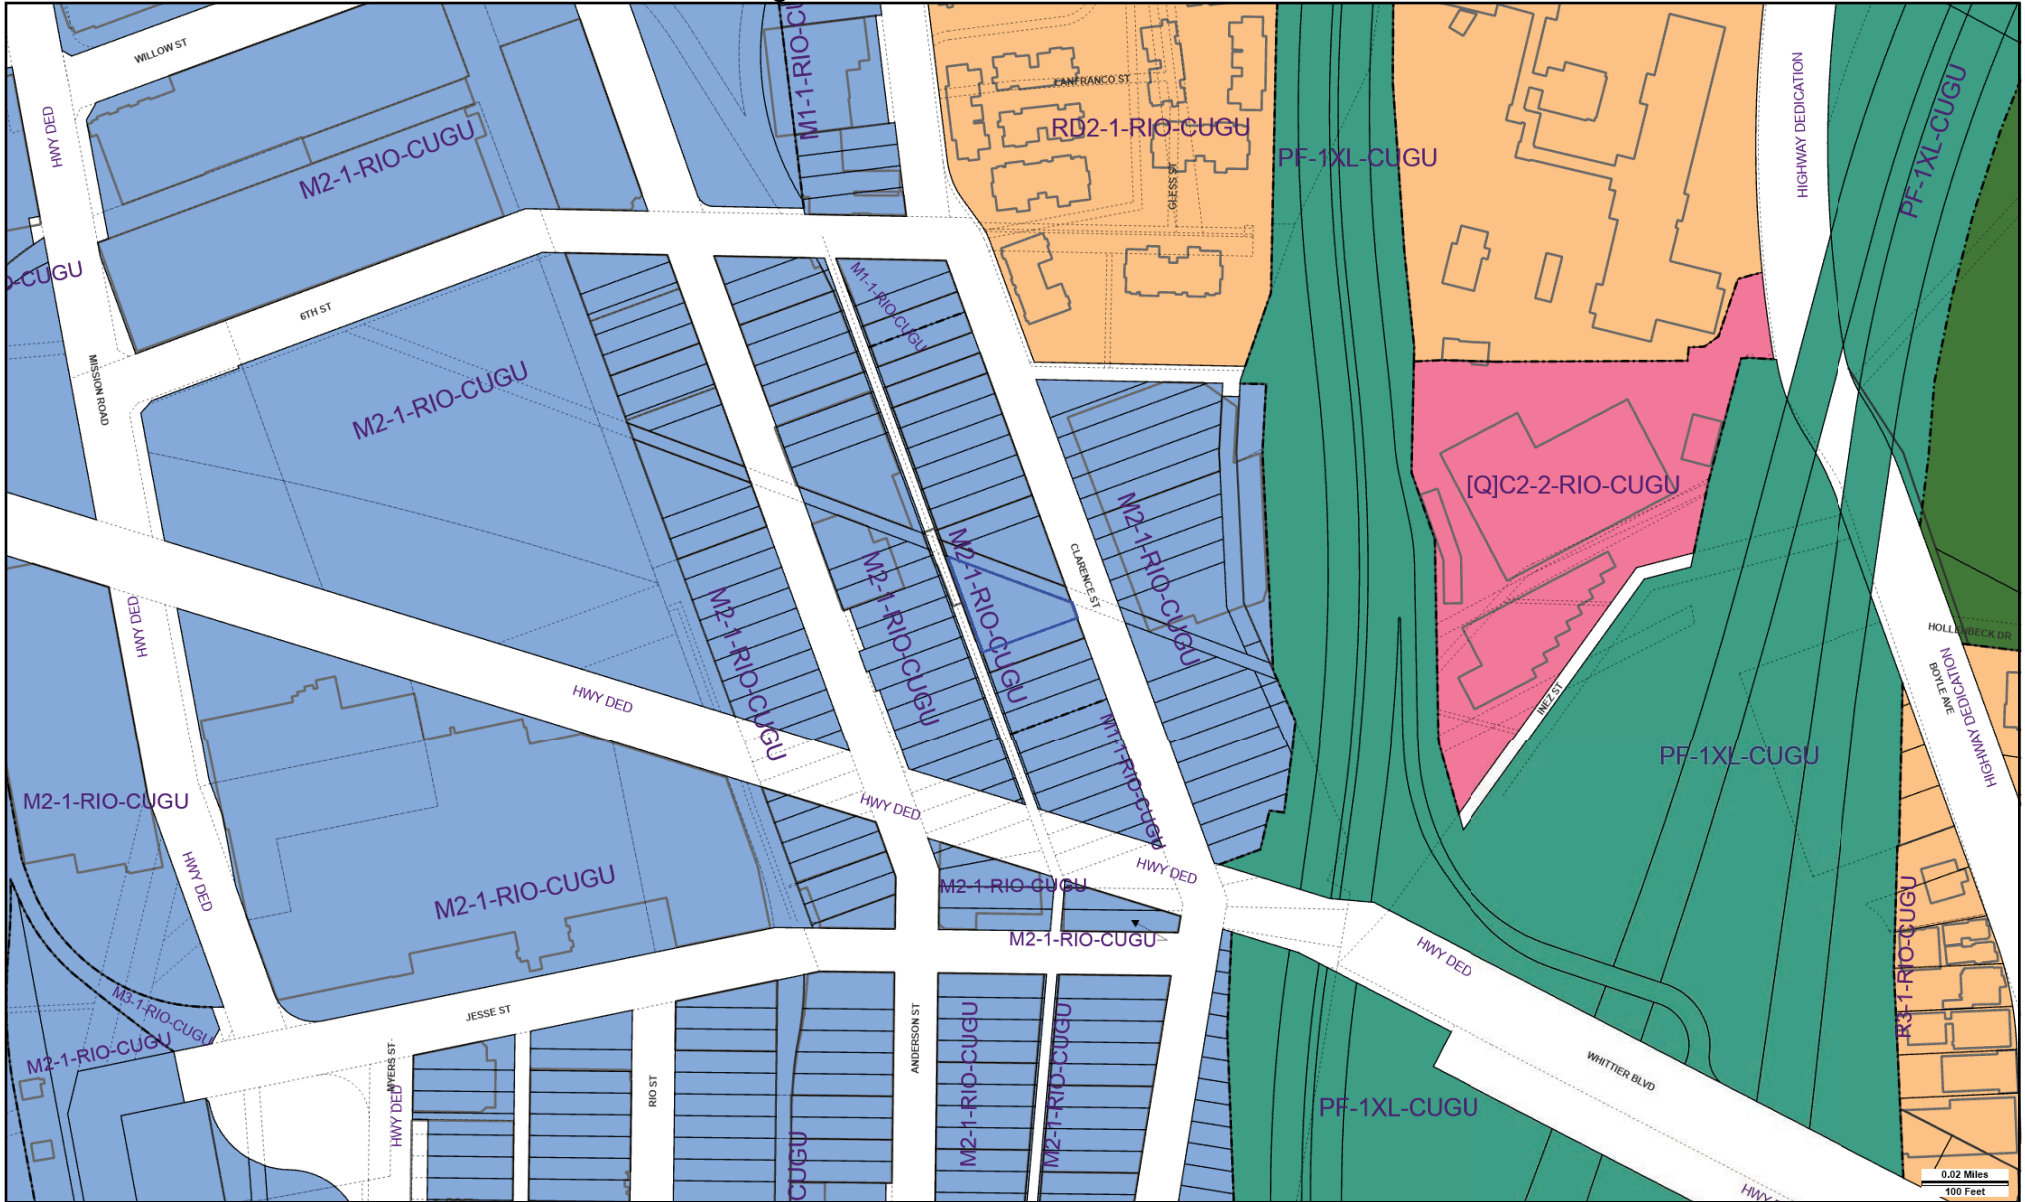 WILLOW ST
M1-1-RIO-CU
LANFRANCO ST
HIGHWAY DEDICATION
PF-1XL-CUGU
HWY DED
M2-1-RIO-CUGU
RD2-1-RIO-CUGU
PF-1XL-CUGU
GLESS ST
O-CUGU
M1-1-RIO-CUGU
6TH ST
MISSION ROAD
M2-1-RIO-CUGU
[Q]C2-2-RIO-CUGU
M2-1-RIO-CUGU
M2-1-RIO-CUGU
CLARENCE ST
M2-1-RIO-CUGU
M2-1-RIO-CUGU
M2-1-RIO-CUGU
HWY DED
HOLLENBECK DR
BOYLE AVE
HIGHWAY DEDICATION
HWY DED
INEZ ST
M1-1-RIO-CUGU
PF-1XL-CUGU
M2-1-RIO-CUGU
HWY DED
HWY DED
HWY DED
M2-1-RIO-CUGU
M2-1-RIO-CUGU
M2-1-RIO-CUGU
HWY DED
R3-1-RIO-CUGU
M3-1-RIO-CUGU
M2-1-RIO-CUGU
JESSE ST
MYERS ST
HWY DED
RIO ST
ANDERSON ST
M2-1-RIO-CUGU
M2-1-RIO-CUGU
CUGU
WHITTIER BLVD
PF-1XL-CUGU
0.02 Miles
100 Feet